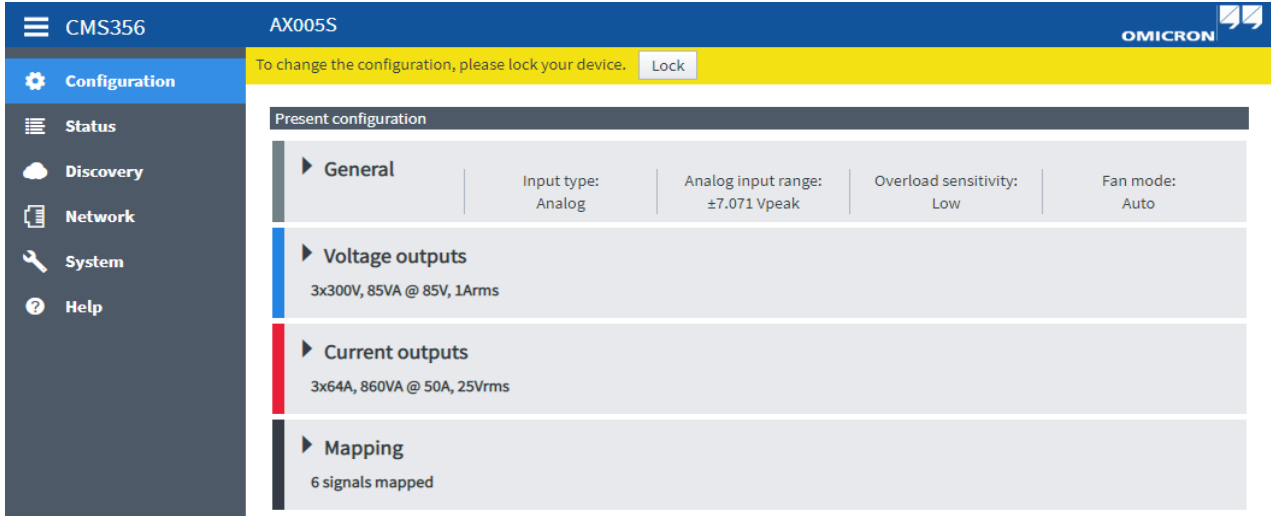 CMS356
AX005S
OMICRON
To change the configuration, please lock your device. Lock
Configuration
Status
Discovery
Network
System
Help
Present configuration
General
Input type:
Analog
Analog input range:
±7.071 Vpeak
Overload sensitivity:
Low
Fan mode:
Auto
Voltage outputs
3x300V, 85VA @ 85V, 1Arms
Current outputs
3x64A, 860VA @ 50A, 25Vrms
Mapping
6 signals mapped